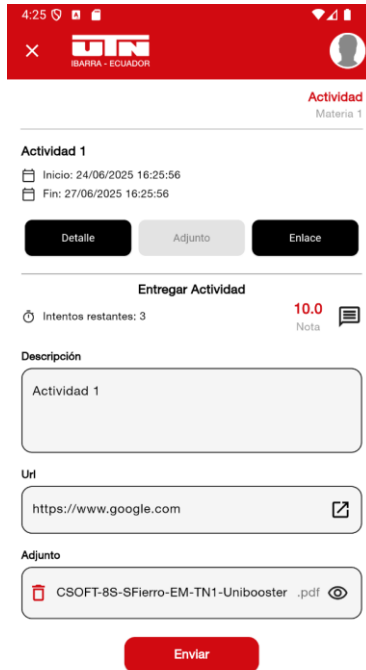 4:25
UTN
IBARRA - ECUADOR
Actividad
Materia 1
Actividad 1
Inicio: 24/06/2025 16:25:56
Fin: 27/06/2025 16:25:56
Detalle Adjunto Enlace
Entregar Actividad
Intentos restantes: 3 10.0
Nota
Descripción
Actividad 1
Url
https://www.google.com
Adjunto
CSOFT-8S-SFierro-EM-TN1-Unibooster .pdf
Enviar